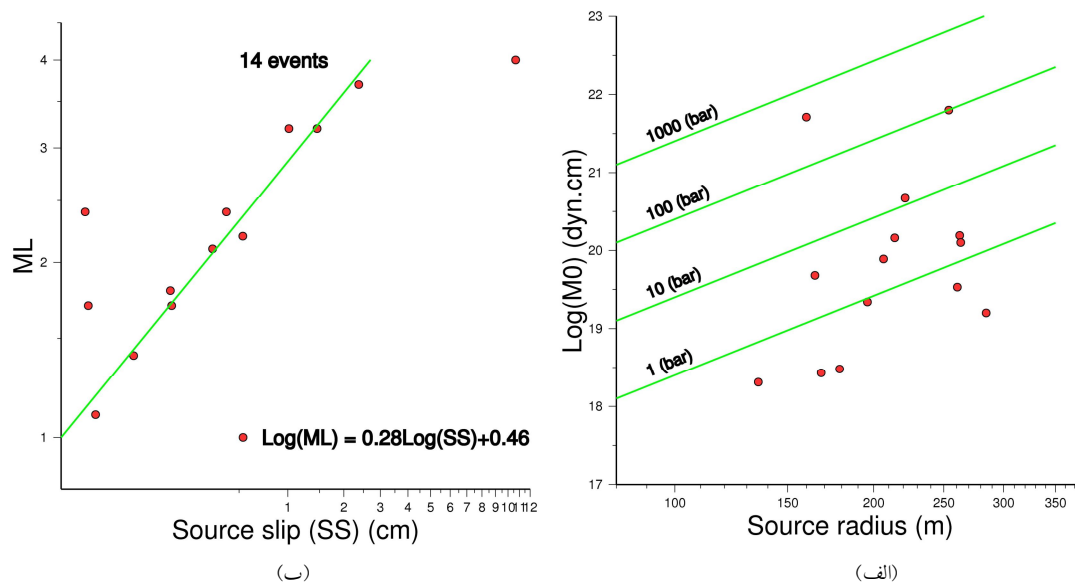 ML
4
3
2
1
14 events
Log(ML) = 0.28Log(SS)+0.46
1 2 3 4 5 6 7 8 9 10 11 12
Source slip (SS) (cm)
(ب)
Log(M0) (dyn.cm)
23
22
21
20
19
18
17
1000 (bar)
100 (bar)
10 (bar)
1 (bar)
100 150 200 250 300 350
Source radius (m)
(الف)